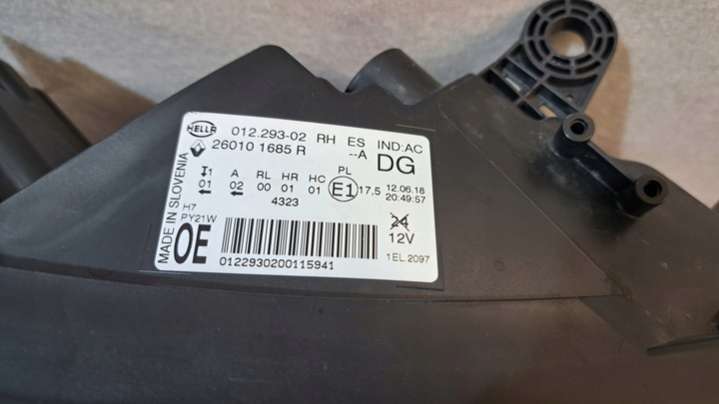 HELLA 012.293-02 RH ES IND:AC
26010 1685 R --A DG
1 A RL HR HC PL
01 02 00 01 01 E1 17,5 12.06.18
4323 20:49:57
MADE IN SLOVENIA
H7
PY21W
OE
24
12V
0122930200115941
1EL.2097